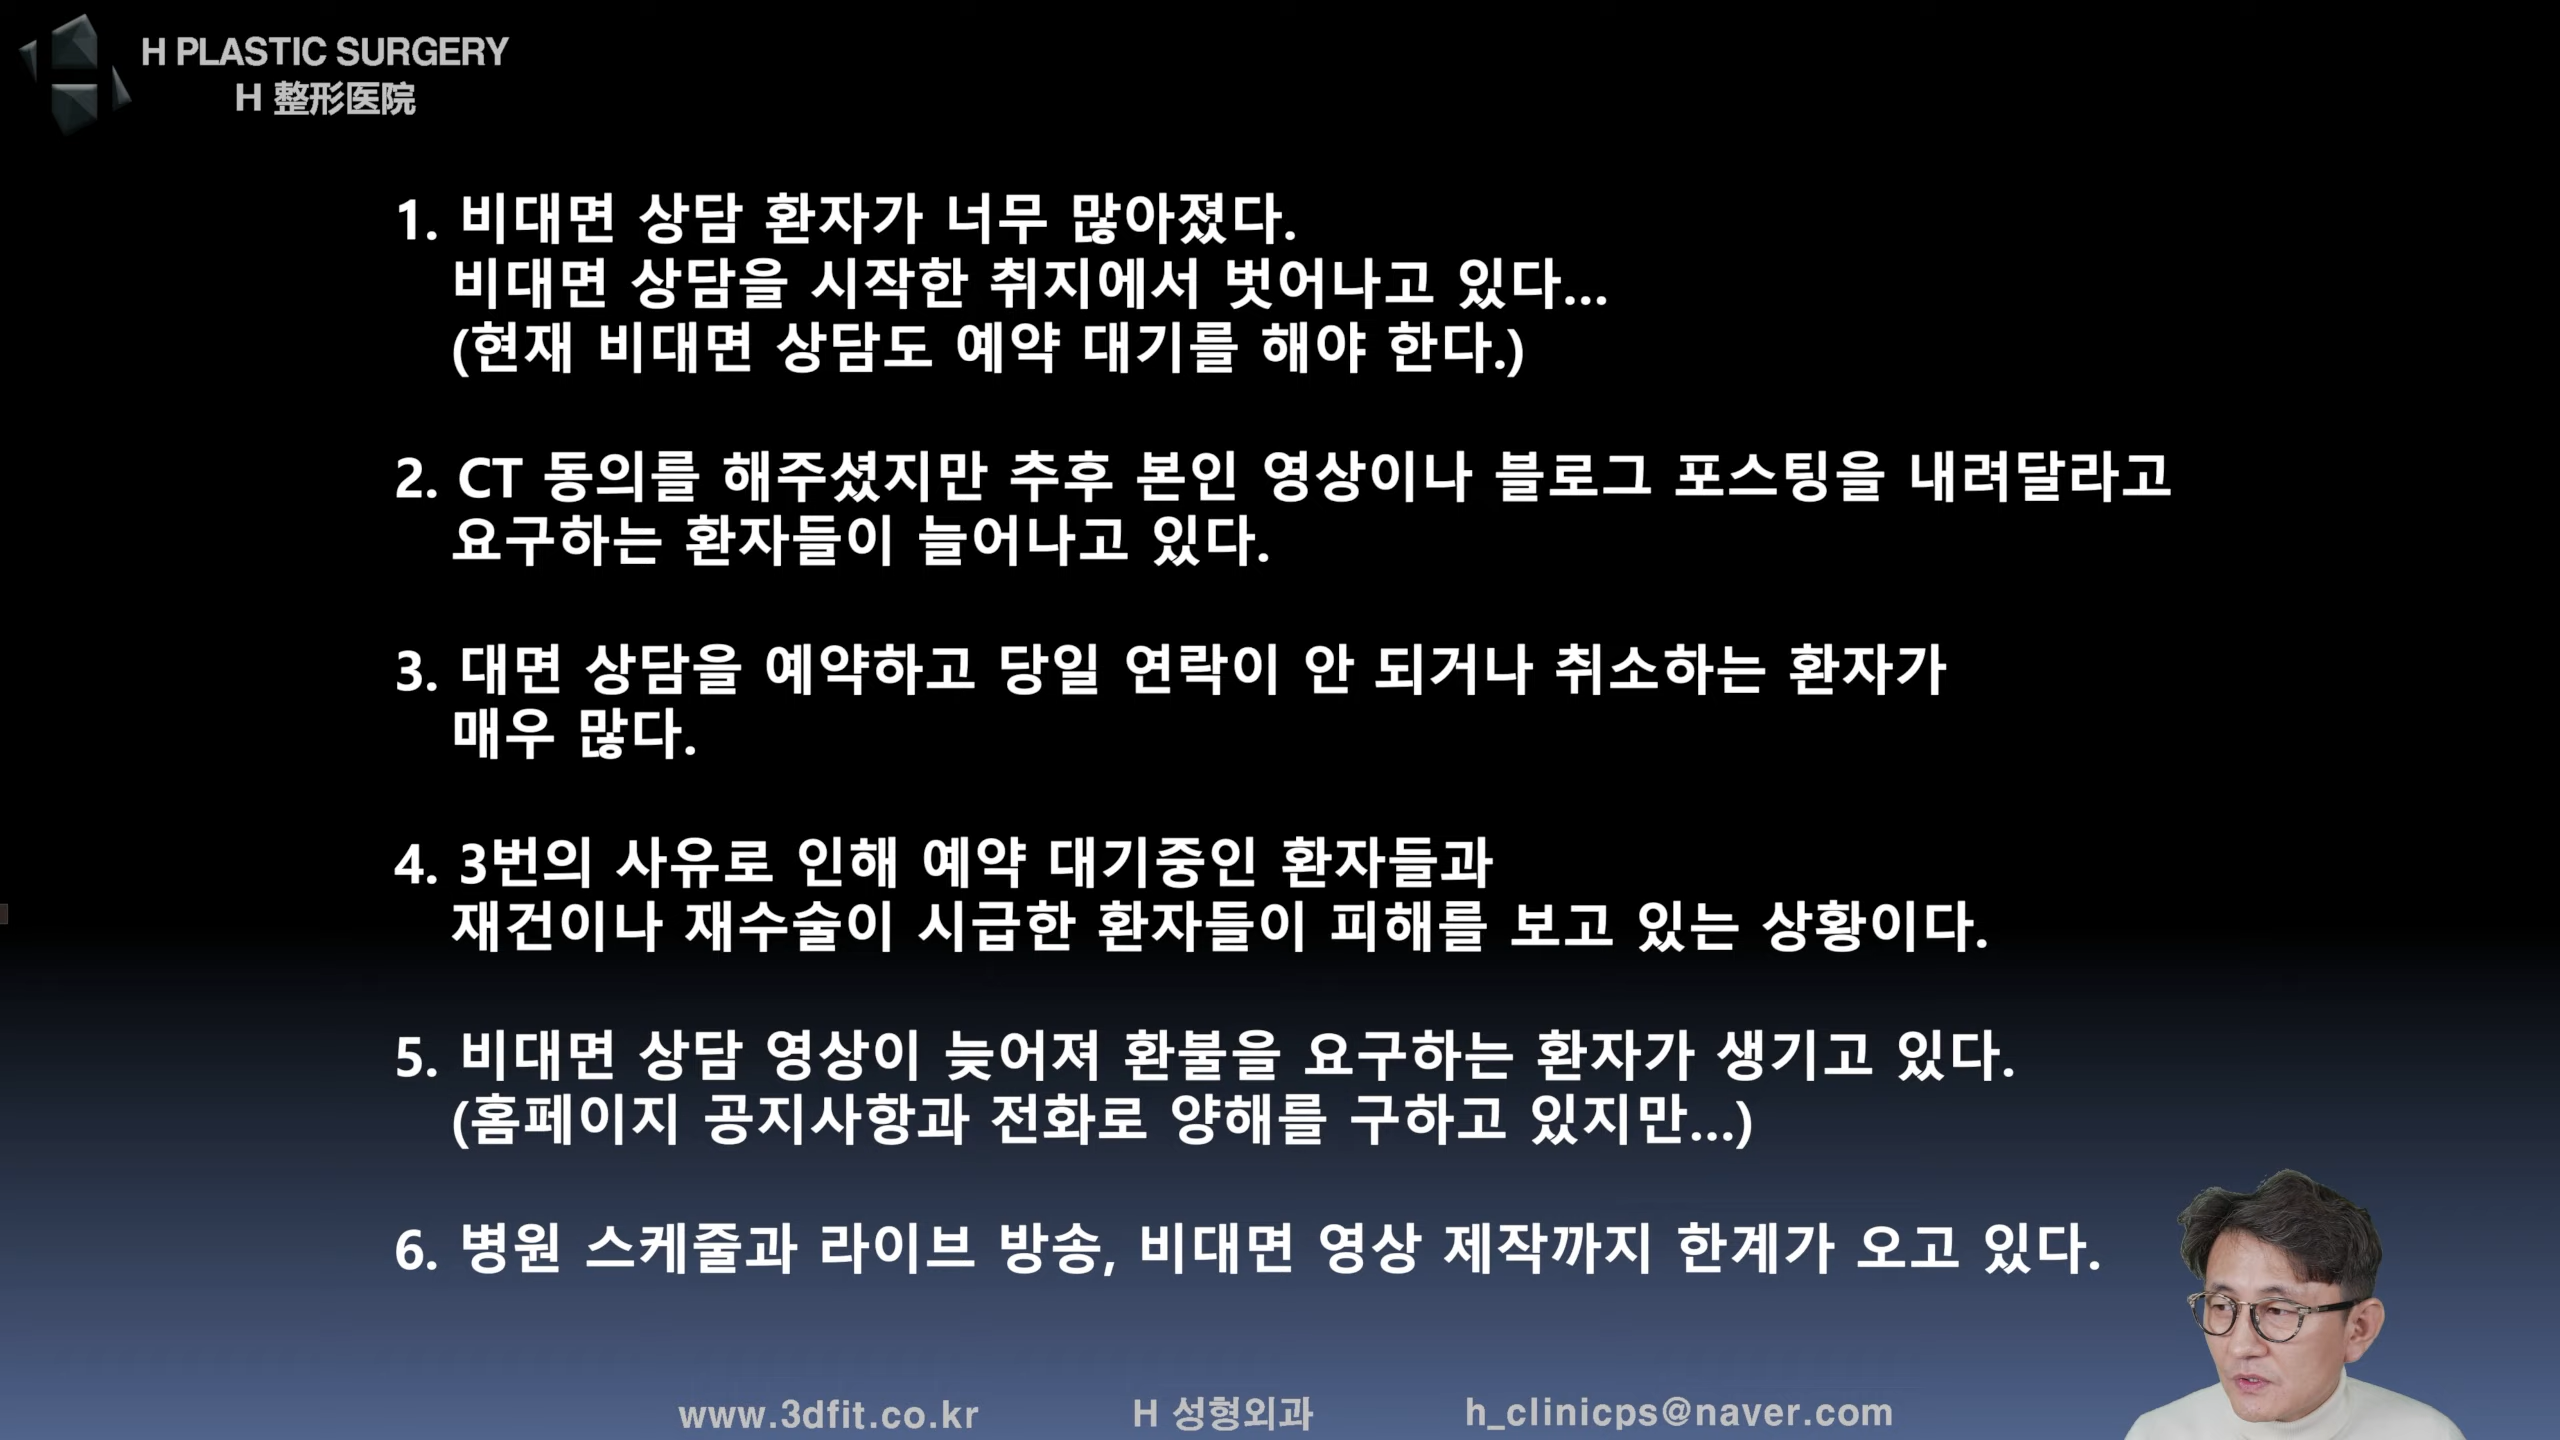 H PLASTIC SURGERY
H 整形医院
1. 비대면 상담 환자가 너무 많아졌다.
비대면 상담을 시작한 취지에서 벗어나고 있다...
(현재 비대면 상담도 예약 대기를 해야 한다.)
2. CT 동의를 해주셨지만 추후 본인 영상이나 블로그 포스팅을 내려달라고
요구하는 환자들이 늘어나고 있다.
3. 대면 상담을 예약하고 당일 연락이 안 되거나 취소하는 환자가
매우 많다.
4. 3번의 사유로 인해 예약 대기중인 환자들과
재건이나 재수술이 시급한 환자들이 피해를 보고 있는 상황이다.
5. 비대면 상담 영상이 늦어져 환불을 요구하는 환자가 생기고 있다.
(홈페이지 공지사항과 전화로 양해를 구하고 있지만...)
6. 병원 스케줄과 라이브 방송, 비대면 영상 제작까지 한계가 오고 있다.
www.3dfit.co.kr H 성형외과 h_clinicps@naver.com